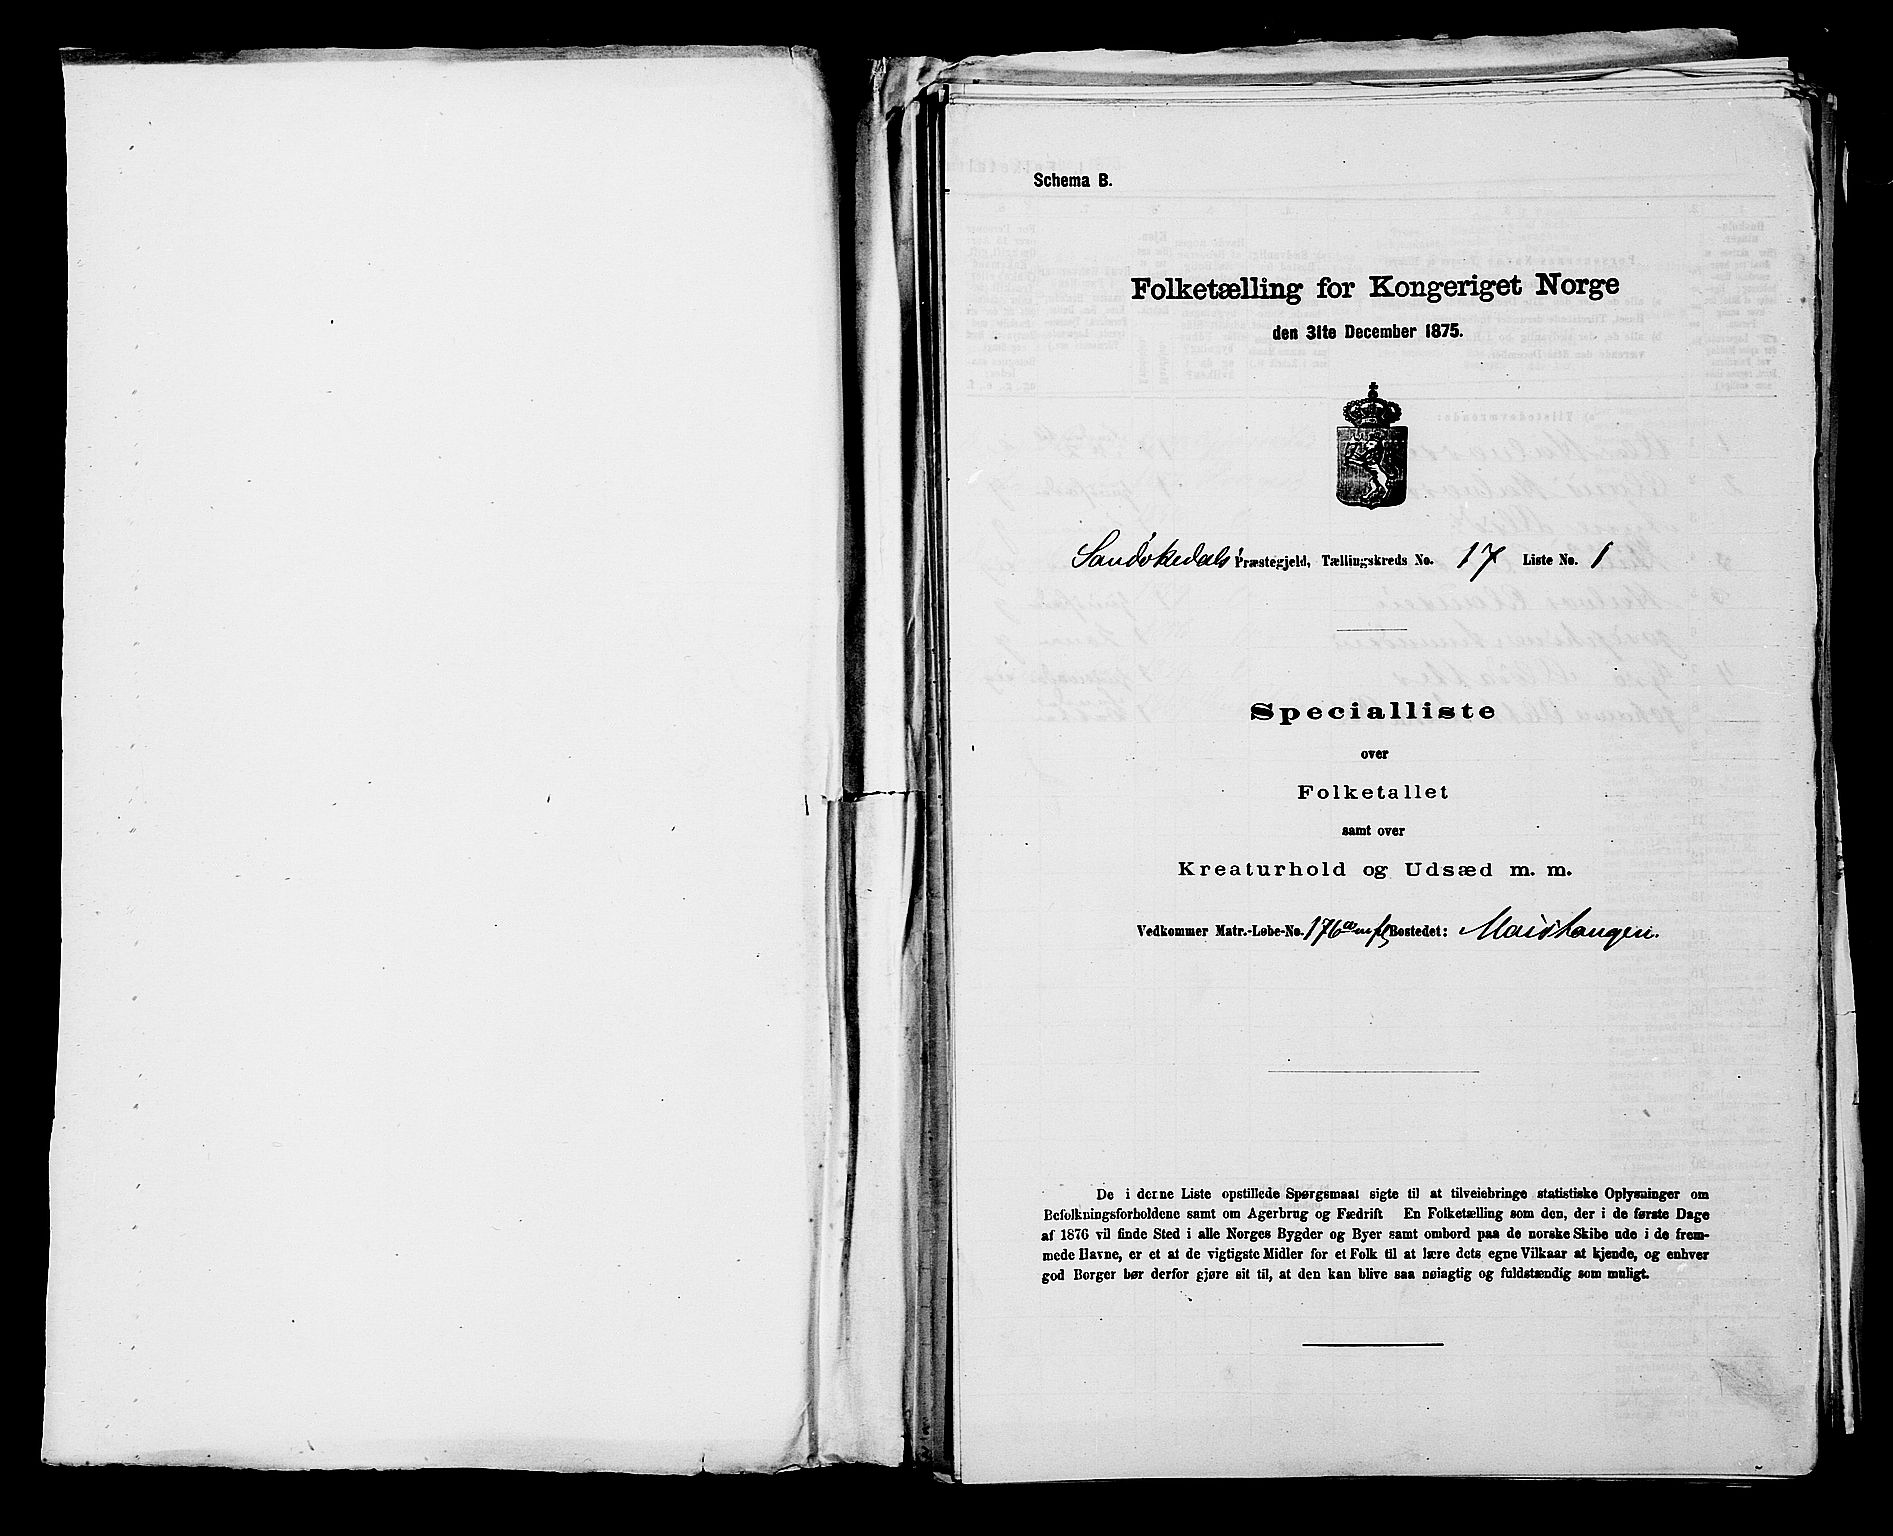 Schema B.
Folketælling for Kongeriget Norge
den 31te December 1875.
Sandøkedals Præstegjeld, Tællingskreds No. 17 Liste No. 1
Specialliste
over
Folketallet
samt over
Kreaturhold og Udsæd m. m.
Vedkommer Matr.-Løbe-No. 176a mfl Bostedet: Maistangen.
De i denne Liste opstillede Spørgsmaal sigte til at tilveiebringe statistiske Oplysninger om
Befolkningsforholdene samt om Agerbrug og Fædrift En Folketælling som den, der i de første Dage
af 1876 vil finde Sted i alle Norges Bygder og Byer samt ombord paa de norske Skibe ude i de frem-
mede Havne, er et at de vigtigste Midler for et Folk til at lære dets egne Vilkaar at kjende, og enhver
god Borger bør derfor gjøre sit til, at den kan blive saa nøiagtig og fuldstændig som muligt.